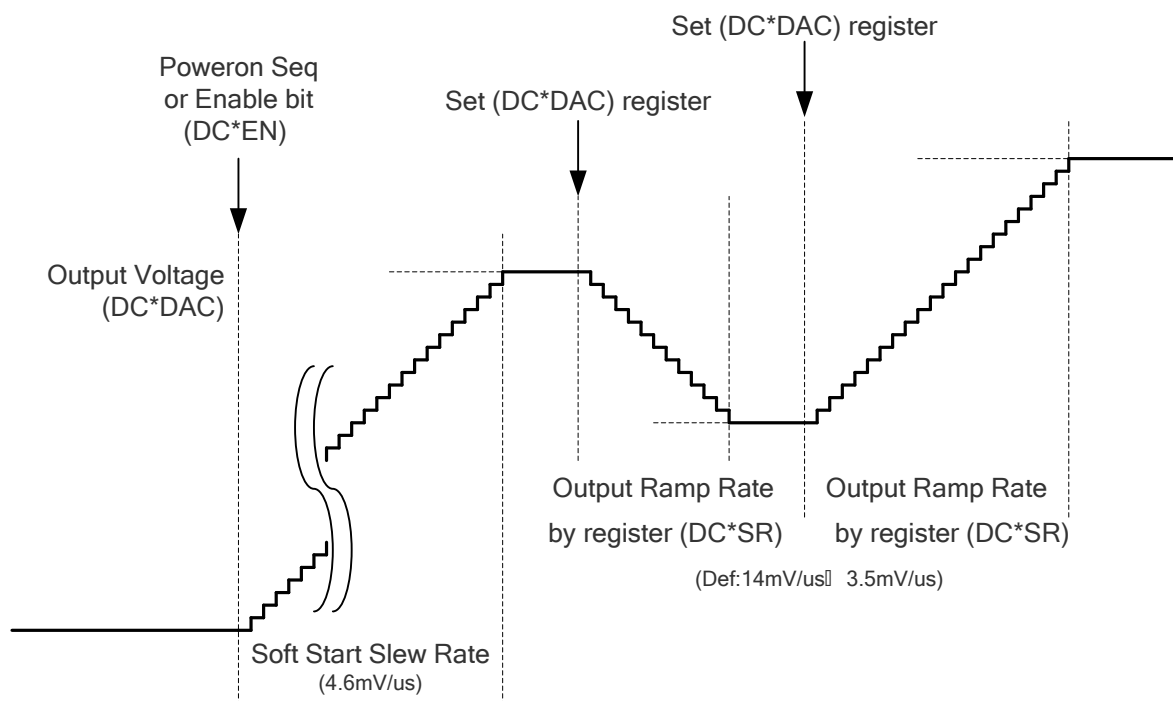 Set (DC*DAC) register
Poweron Seq
or Enable bit
(DC*EN)
Set (DC*DAC) register
Output Voltage
(DC*DAC)
Output Ramp Rate
by register (DC*SR)
Output Ramp Rate
by register (DC*SR)
(Def:14mV/us▯ 3.5mV/us)
Soft Start Slew Rate
(4.6mV/us)